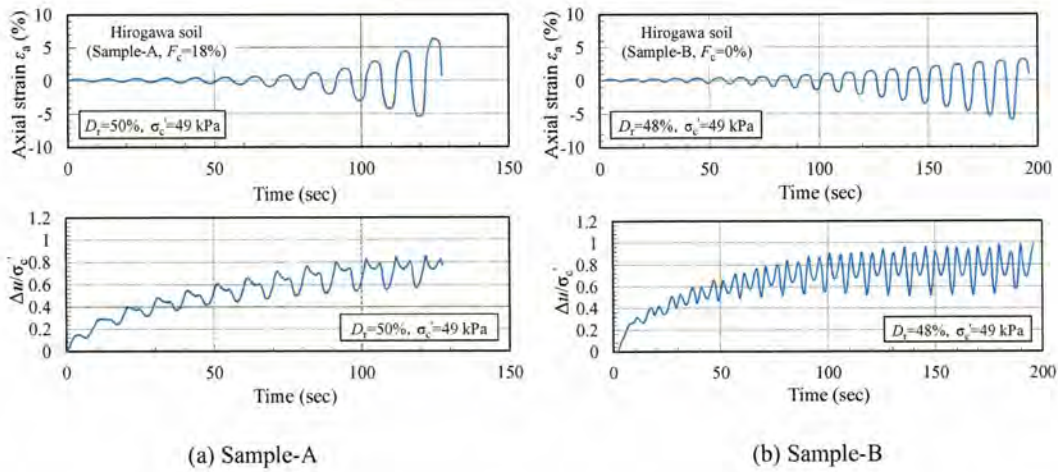 Axial strain εa (%)
10
5
0
-5
-10
Hirogawa soil
(Sample-A, Fc=18%)
Dr=50%, σc'=49 kPa
0 50 100 150
Time (sec)
Δu/σc'
1.2
1
0.8
0.6
0.4
0.2
0
Dr=50%, σc'=49 kPa
0 50 100 150
Time (sec)
(a) Sample-A
Axial strain εa (%)
10
5
0
-5
-10
Hirogawa soil
(Sample-B, Fc=0%)
Dr=48%, σc'=49 kPa
0 50 100 150 200
Time (sec)
Δu/σc'
1.2
1
0.8
0.6
0.4
0.2
0
Dr=48%, σc'=49 kPa
0 50 100 150 200
Time (sec)
(b) Sample-B